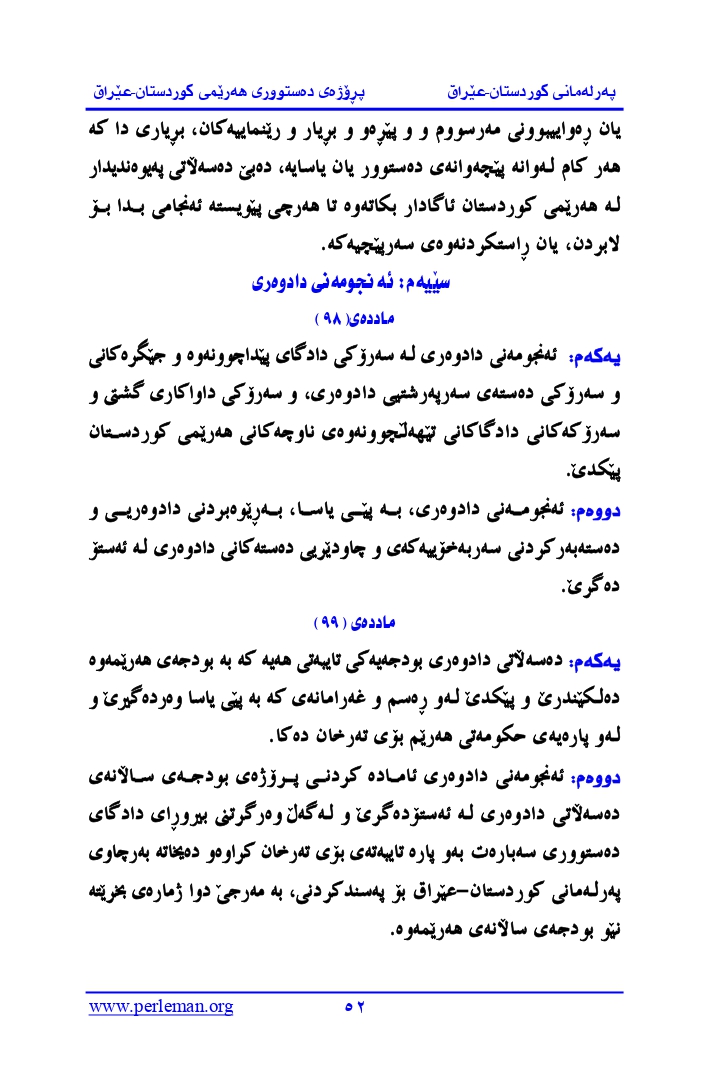 پەرلەمانی کوردستان-عێراق پڕۆژەی دەستووری هەرێمی کوردستان-عێراق
یان ڕەواییبوونی مەرسووم و و پێڕەو و بڕیار و ڕێنماییەکان، بڕیاری دا کە
هەر کام لەوانە پێچەوانەی دەستوور یان یاسایە، دەبێ دەسەڵاتی پەیوەندیدار
لە هەرێمی کوردستان ئاگادار بکاتەوە تا هەرچی پێویستە ئەنجامی بدا بۆ
لابردن، یان ڕاستکردنەوەی سەرپێچیەکە.
سێیەم: ئەنجومەنی دادوەری
ماددەی( ٩٨ )
یەکەم: ئەنجومەنی دادوەری لە سەرۆکی دادگای پێداچوونەوە و جێگرەکانی
و سەرۆکی دەستەی سەرپەرشتیی دادوەری، و سەرۆکی داواکاری گشتی و
سەرۆکەکانی دادگاکانی تێهەڵچوونەوەی ناوچەکانی هەرێمی کوردستان
پێکدێ.
دووەم: ئەنجومەنی دادوەری، بە پێی یاسا، بەڕێوەبردنی دادوەریی و
دەستەبەرکردنی سەربەخۆییەکەی و چاودێریی دەستەکانی دادوەری لە ئەستۆ
دەگرێ.
ماددەی ( ٩٩ )
یەکەم: دەسەڵاتی دادوەری بودجەیەکی تایبەتی هەیە کە بە بودجەی هەرێمەوە
دەلکێندرێ و پێکدێ لەو ڕەسم و غەرامانەی کە بە پێی یاسا وەردەگیرێ و
لەو پارەیەی حکومەتی هەرێم بۆی تەرخان دەکا.
دووەم: ئەنجومەنی دادوەری ئامادە کردنی پرۆژەی بودجەی ساڵانەی
دەسەڵاتی دادوەری لە ئەستۆدەگرێ و لەگەڵ وەرگرتنی بیروڕای دادگای
دەستووری سەبارەت بەو پارە تایبەتەی بۆی تەرخان کراوەو دەیخاتە بەرچاوی
پەرلەمانی کوردستان–عێراق بۆ پەسندکردنی، بە مەرجێ دوا ژمارەی بخرێتە
نێو بودجەی ساڵانەی هەرێمەوە.
٥٢ www.perleman.org